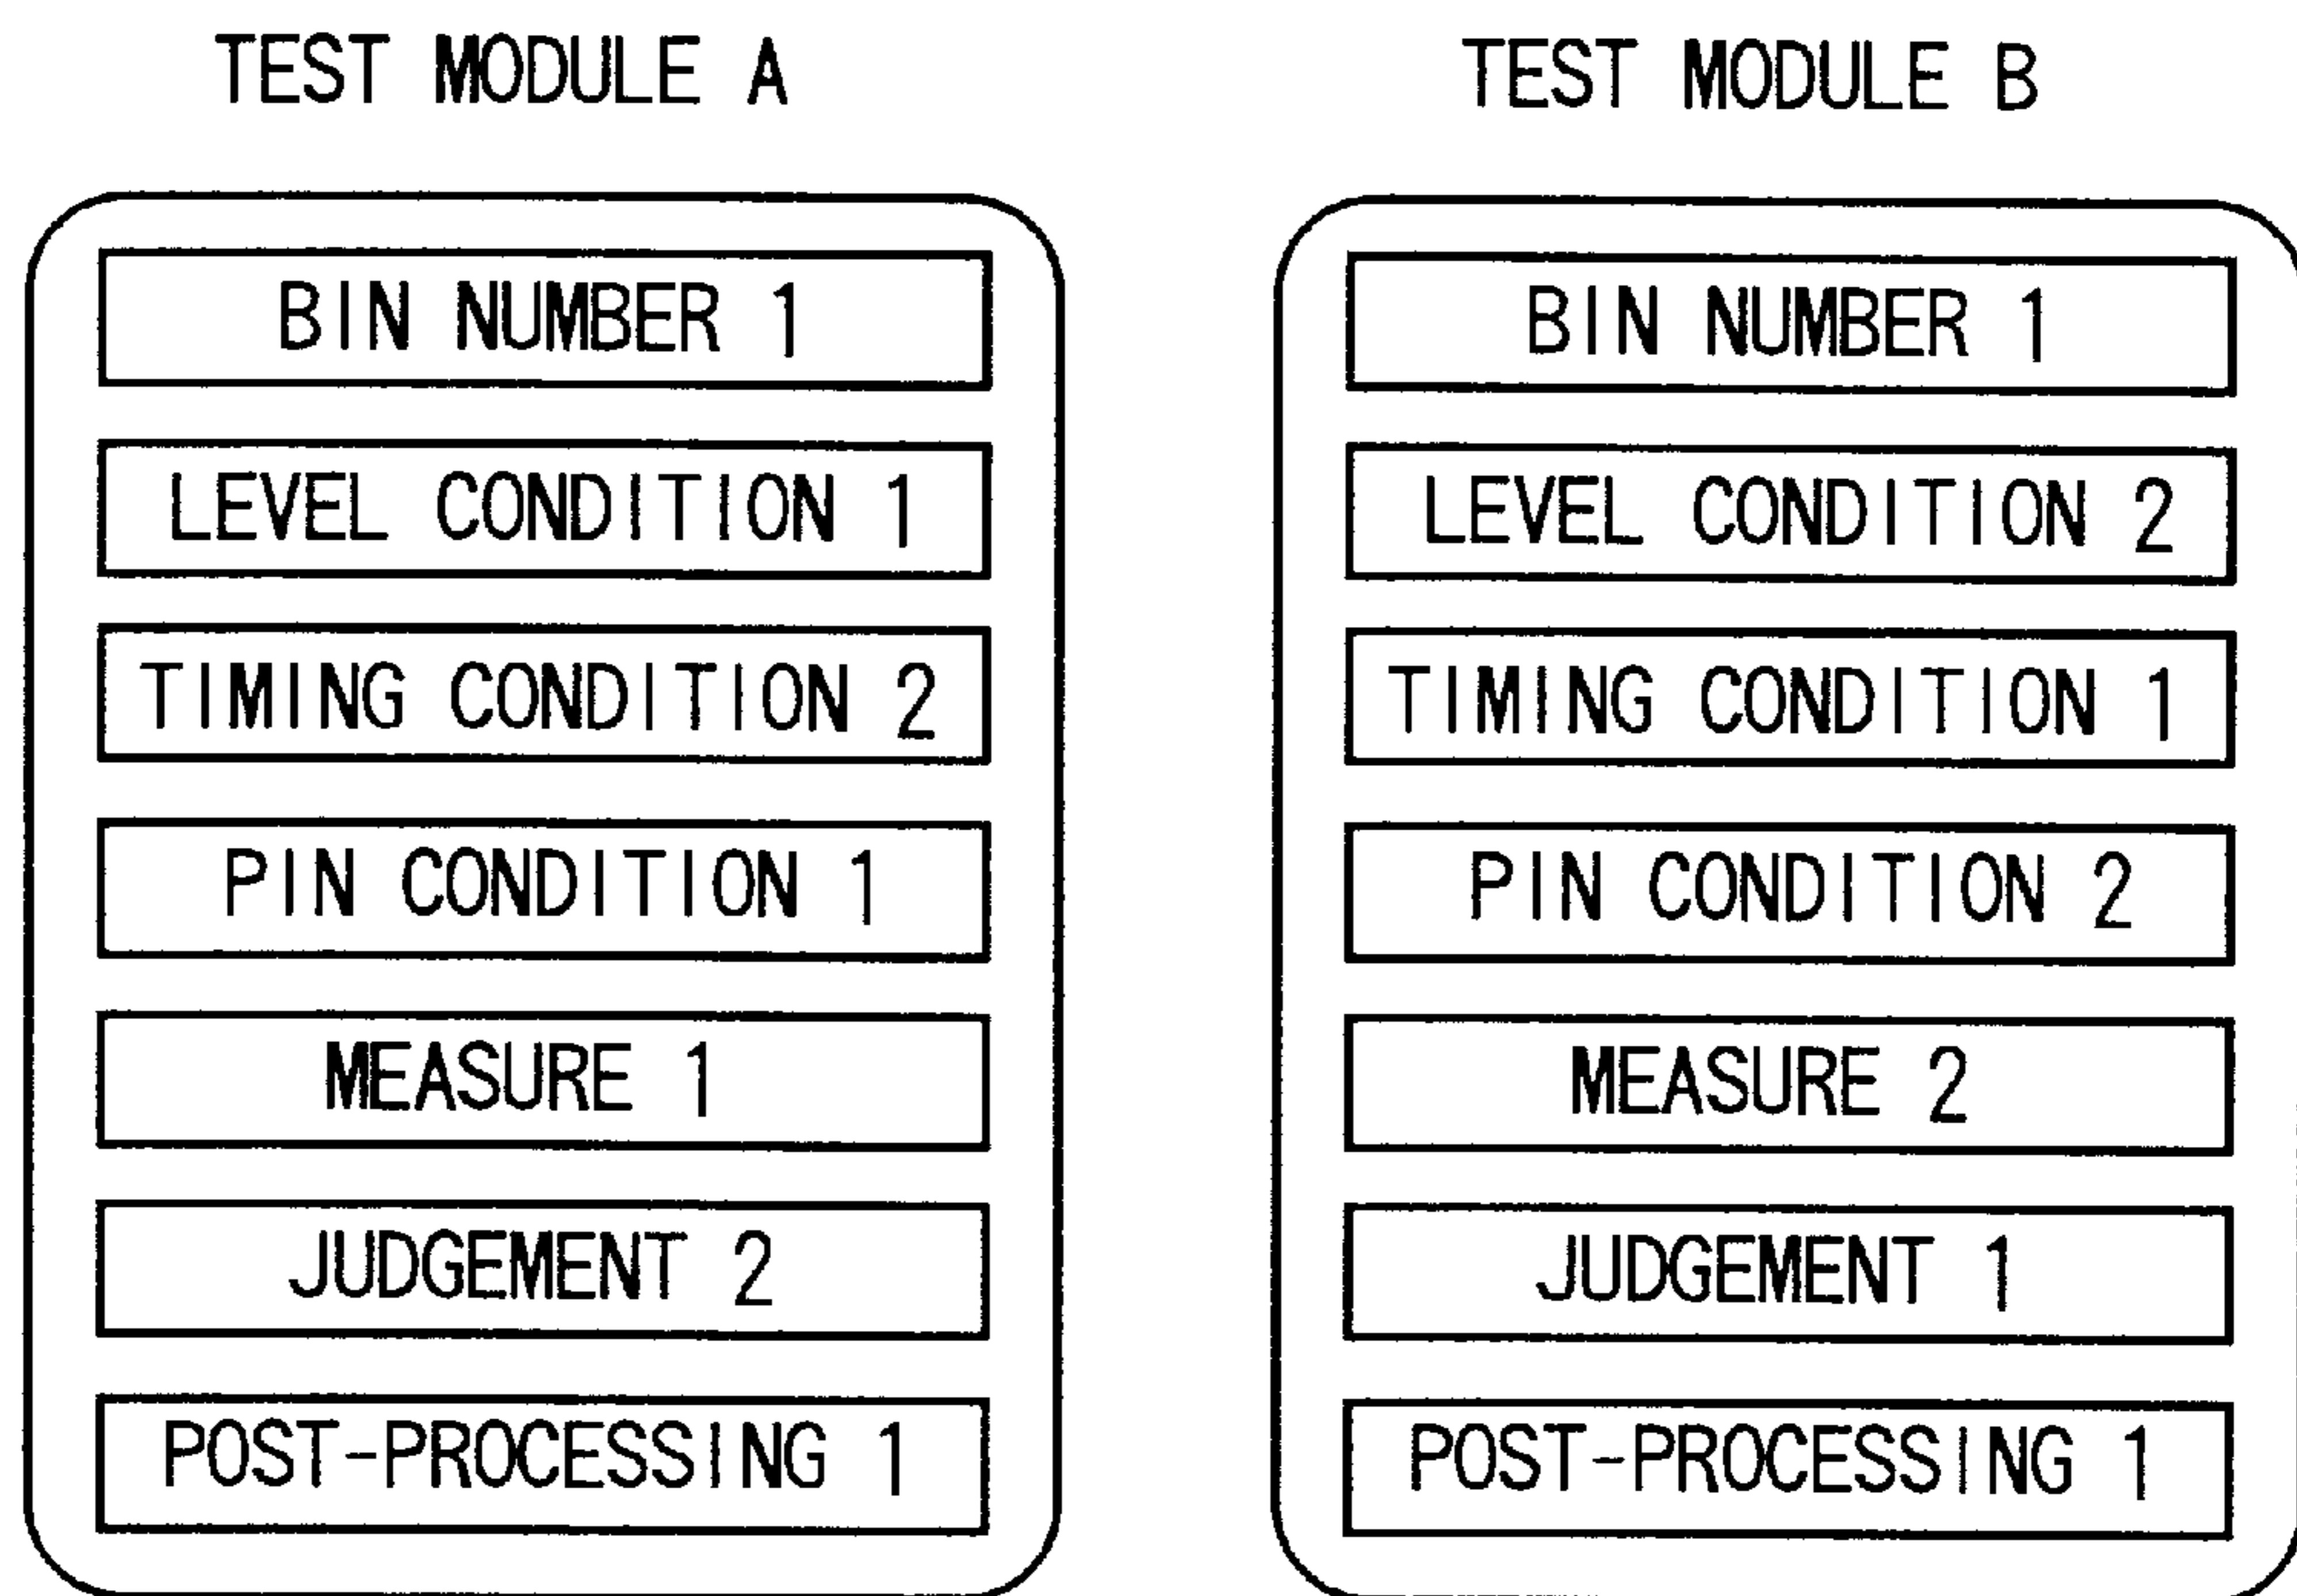 TEST MODULE A
BIN NUMBER 1
LEVEL CONDITION 1
TIMING CONDITION 2
PIN CONDITION 1
MEASURE 1
JUDGEMENT 2
POST-PROCESSING 1
TEST MODULE B
BIN NUMBER 1
LEVEL CONDITION 2
TIMING CONDITION 1
PIN CONDITION 2
MEASURE 2
JUDGEMENT 1
POST-PROCESSING 1